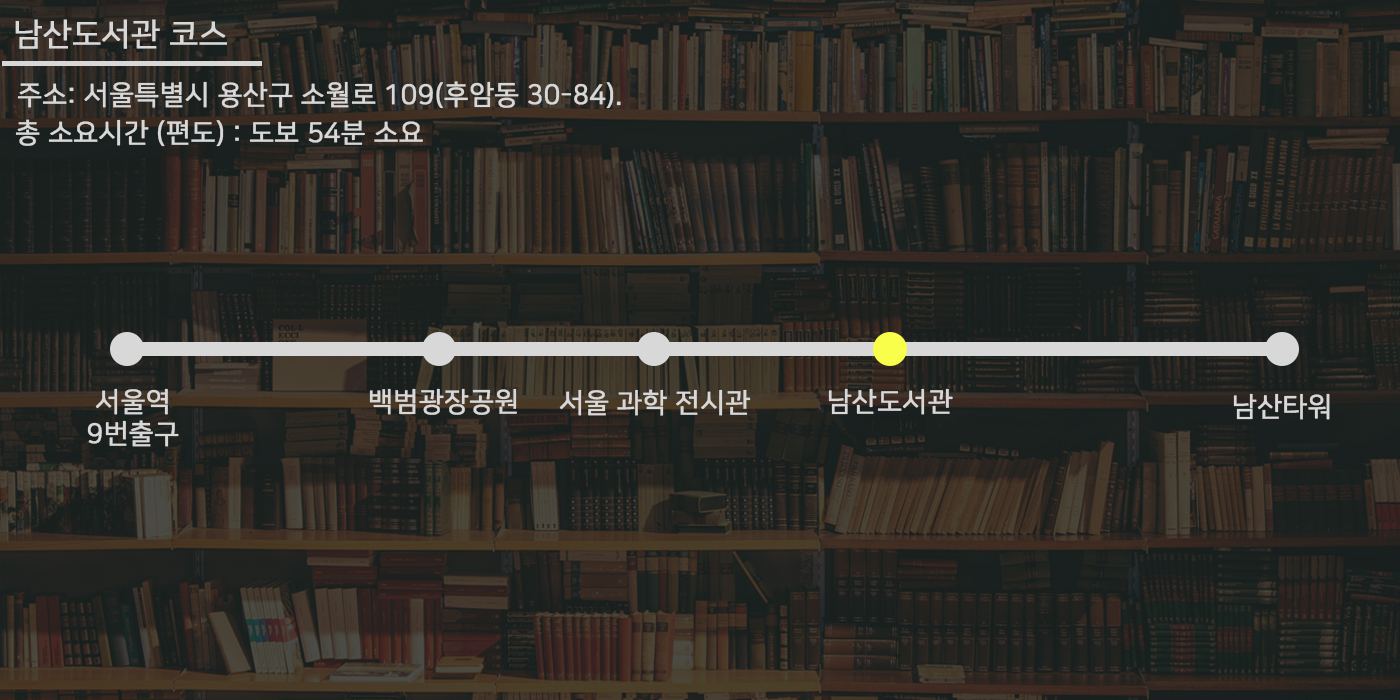 남산도서관 코스
주소: 서울특별시 용산구 소월로 109(후암동 30-84).
총 소요시간 (편도) : 도보 54분 소요
서울역
9번출구
백범광장공원
서울 과학 전시관
남산도서관
남산타워